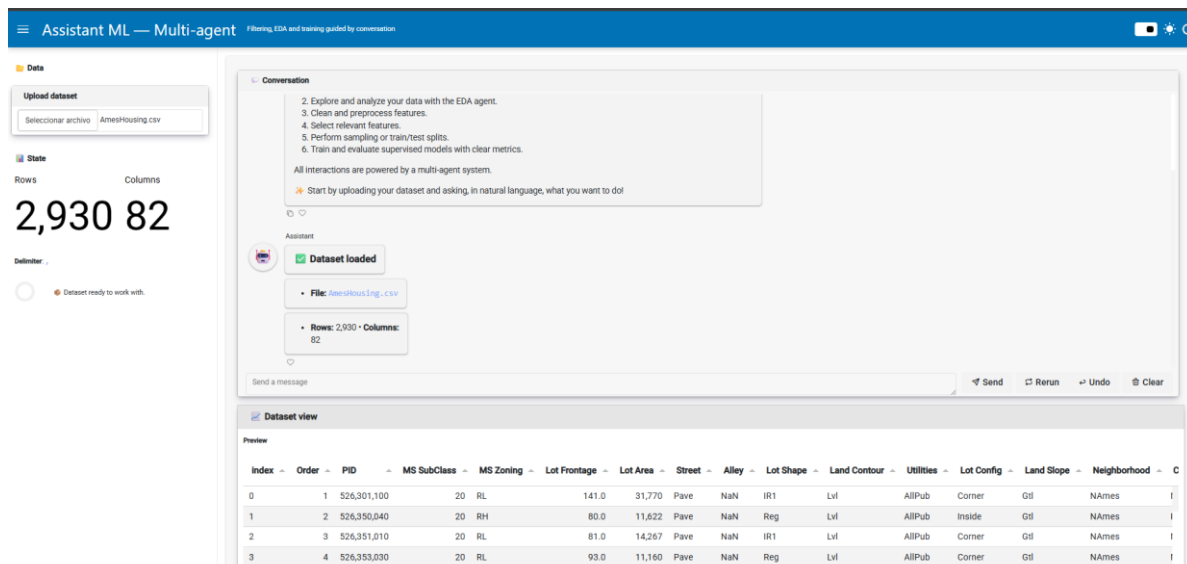 Assistant ML — Multi-agent Filtering, EDA and training guided by conversation
Data
Upload dataset
Seleccionar archivo AmesHousing.csv
State
Rows Columns
2,930 82
Delimiter: ,
Dataset ready to work with.
Conversation
2. Explore and analyze your data with the EDA agent.
3. Clean and preprocess features.
4. Select relevant features.
5. Perform sampling or train/test splits.
6. Train and evaluate supervised models with clear metrics.
All interactions are powered by a multi-agent system.
Start by uploading your dataset and asking, in natural language, what you want to do!
Assistant
Dataset loaded
• File: AmesHousing.csv
• Rows: 2,930 • Columns:
82
Send a message
Send Rerun Undo Clear
Dataset view
Preview
index Order PID MS SubClass MS Zoning Lot Frontage Lot Area Street Alley Lot Shape Land Contour Utilities Lot Config Land Slope Neighborhood C
0 1 526,301,100 20 RL 141.0 31,770 Pave NaN IR1 Lvl AllPub Corner Gtl NAmes
1 2 526,350,040 20 RH 80.0 11,622 Pave NaN Reg Lvl AllPub Inside Gtl NAmes
2 3 526,351,010 20 RL 81.0 14,267 Pave NaN IR1 Lvl AllPub Corner Gtl NAmes
3 4 526,353,030 20 RL 93.0 11,160 Pave NaN Reg Lvl AllPub Corner Gtl NAmes